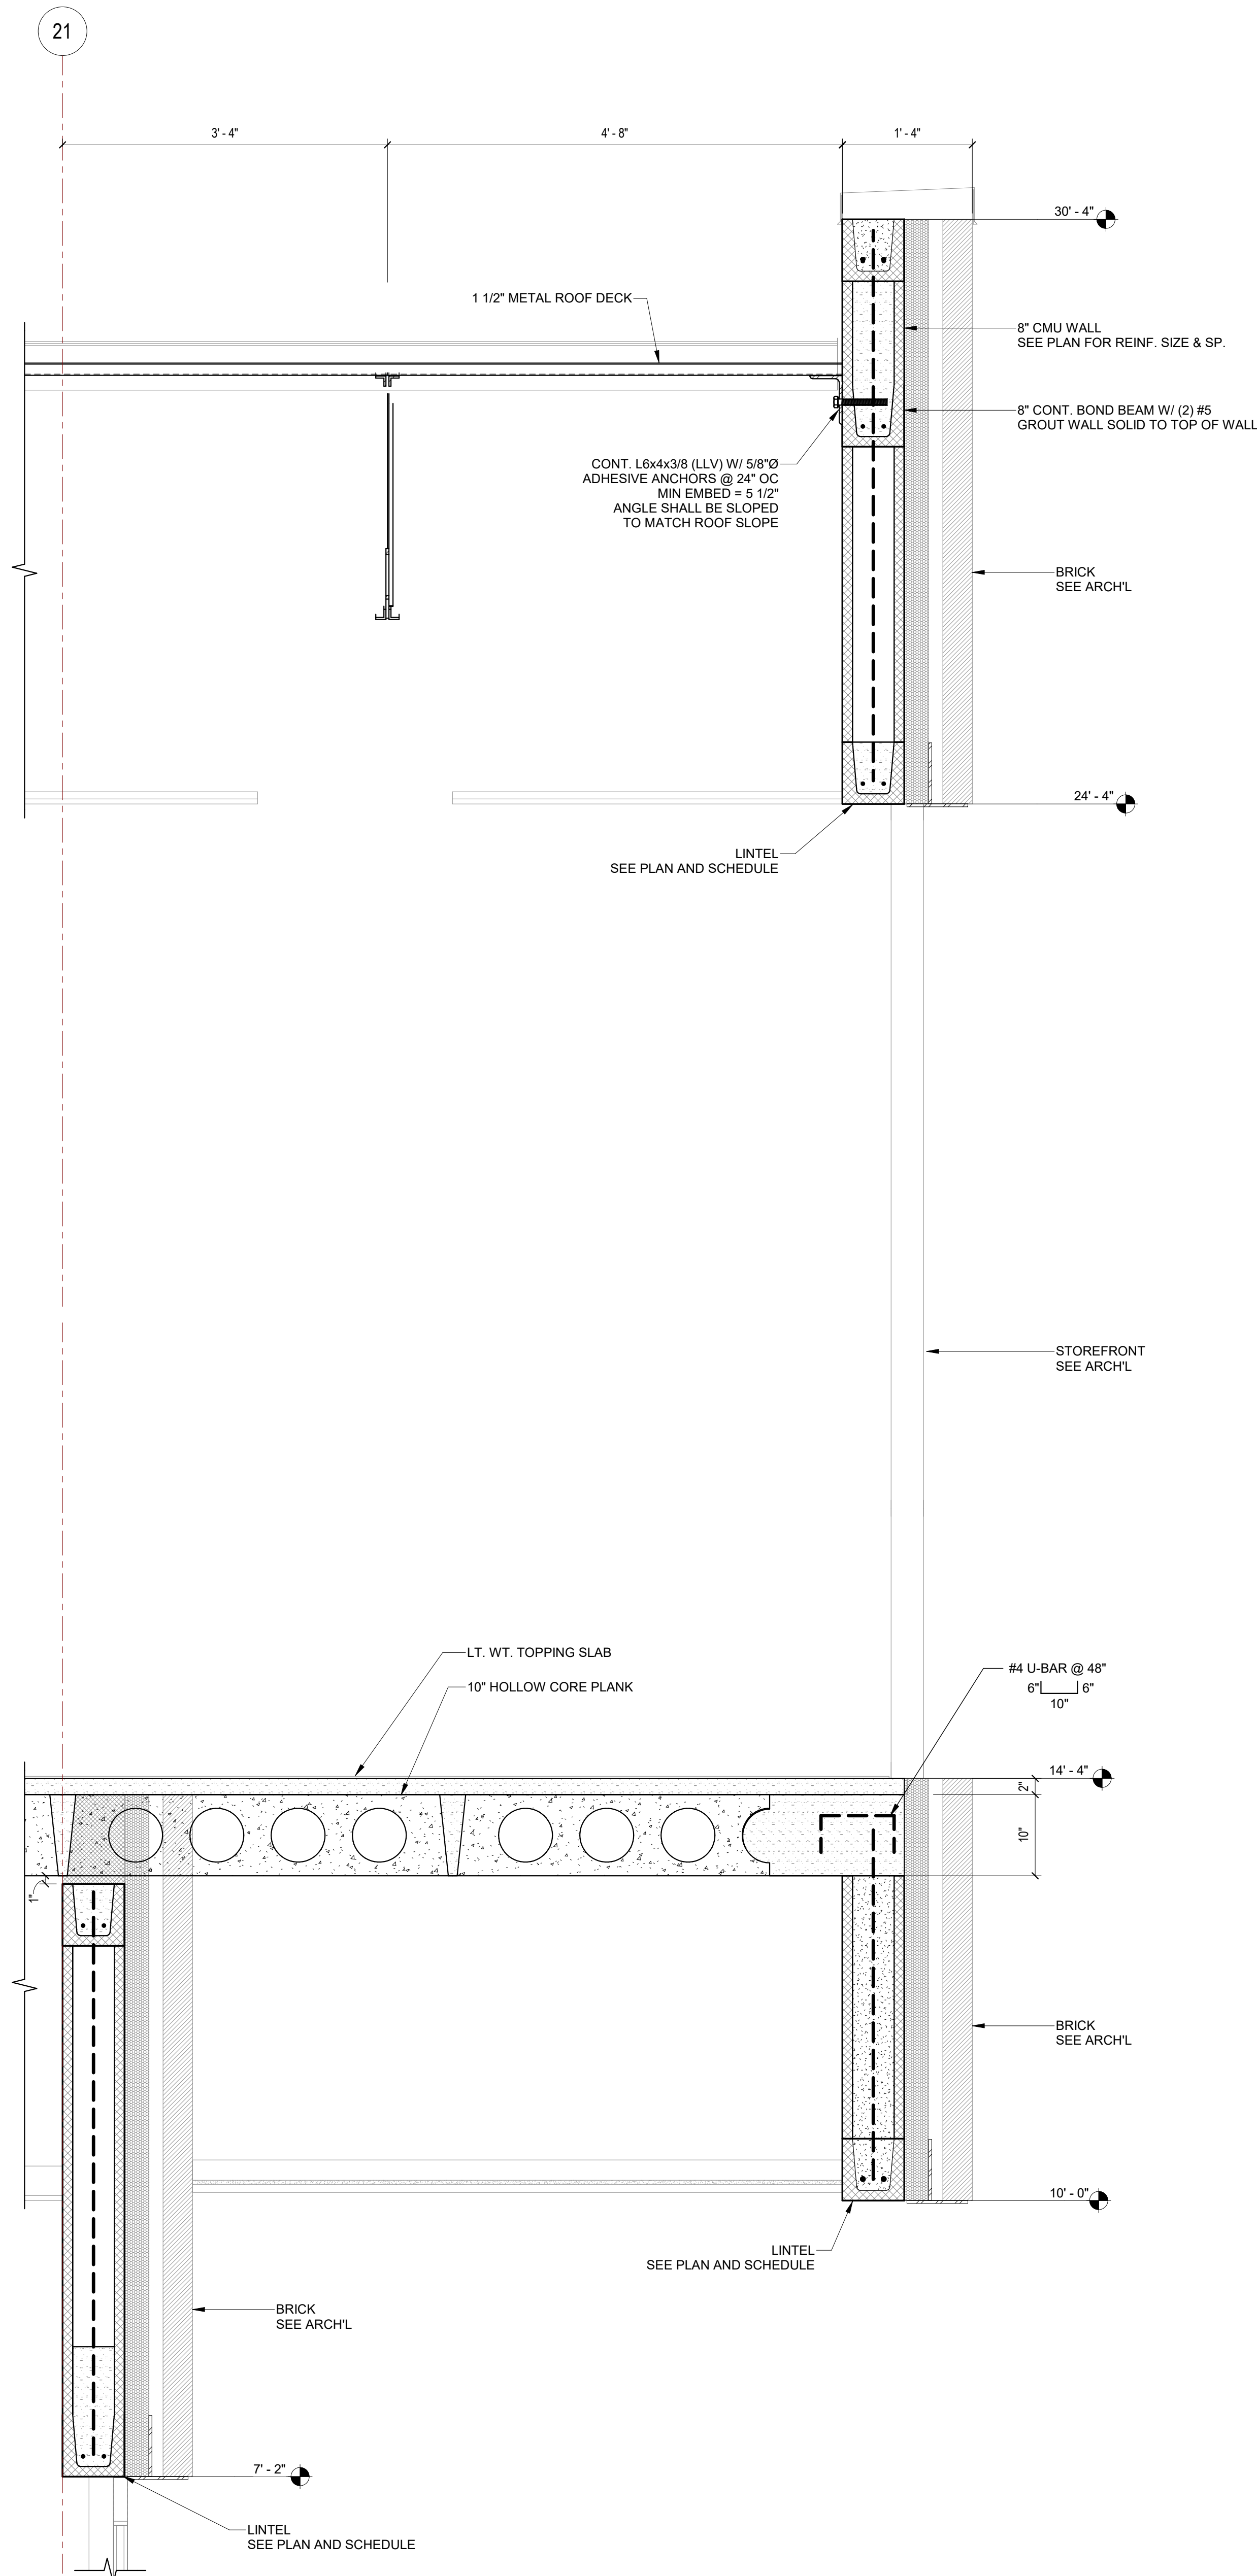 21
3' - 4"
4' - 8"
1' - 4"
30' - 4"
1 1/2" METAL ROOF DECK
8" CMU WALL
SEE PLAN FOR REINF. SIZE & SP.
8" CONT. BOND BEAM W/ (2) #5
GROUT WALL SOLID TO TOP OF WALL
CONT. L6x4x3/8 (LLV) W/ 5/8"Ø
ADHESIVE ANCHORS @ 24" OC
MIN EMBED = 5 1/2"
ANGLE SHALL BE SLOPED
TO MATCH ROOF SLOPE
BRICK
SEE ARCH'L
24' - 4"
LINTEL
SEE PLAN AND SCHEDULE
STOREFRONT
SEE ARCH'L
LT. WT. TOPPING SLAB
10" HOLLOW CORE PLANK
#4 U-BAR @ 48"
6" 6"
10"
14' - 4"
2"
10"
1"
BRICK
SEE ARCH'L
10' - 0"
LINTEL
SEE PLAN AND SCHEDULE
BRICK
SEE ARCH'L
7' - 2"
LINTEL
SEE PLAN AND SCHEDULE